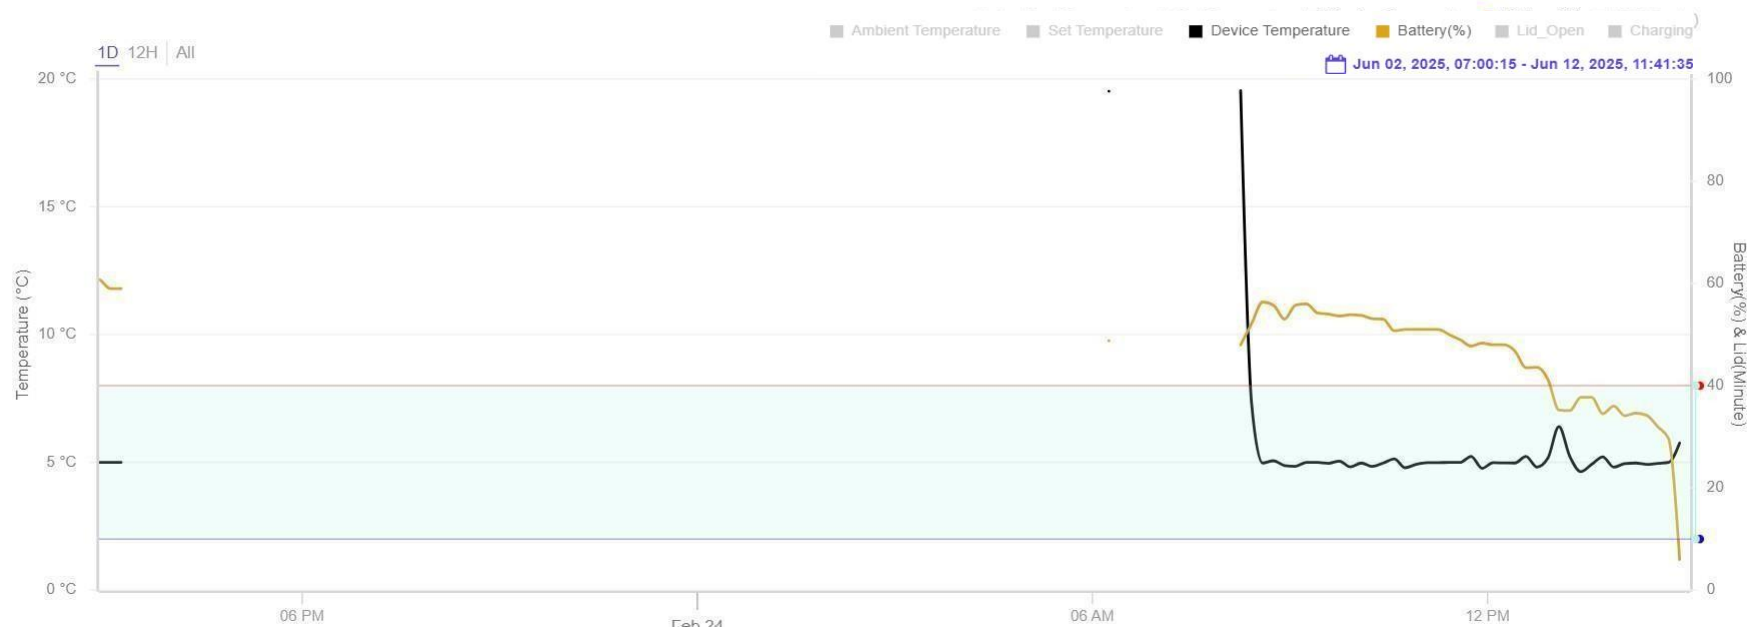 Ambient Temperature Set Temperature Device Temperature Battery(%) Lid_Open Charging
1D 12H All
Jun 02, 2025, 07:00:15 - Jun 12, 2025, 11:41:35
20 °C 100
80
15 °C
Temperature (°C)
Battery(%) & Lid(Minute)
60
10 °C
40
5 °C
20
0 °C 0
06 PM Feb 24 06 AM 12 PM